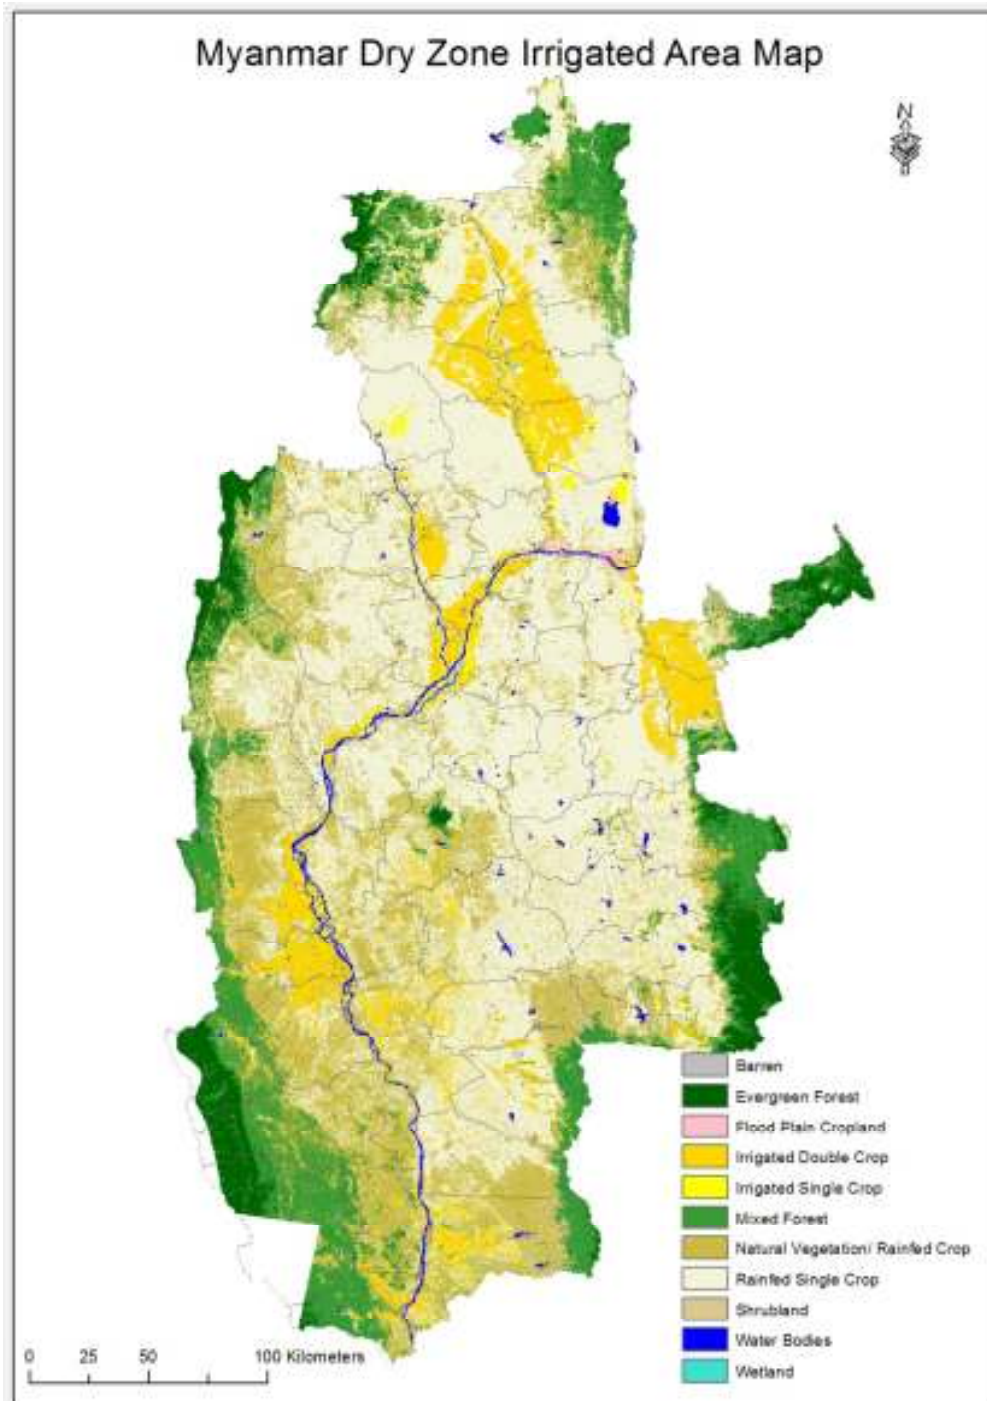 Myanmar Dry Zone Irrigated Area Map
N
Barren
Evergreen Forest
Flood Plain Cropland
Irrigated Double Crop
Irrigated Single Crop
Mixed Forest
Natural Vegetation/ Rainfed Crop
Rainfed Single Crop
Shrubland
Water Bodies
Wetland
0 25 50 100 Kilometers